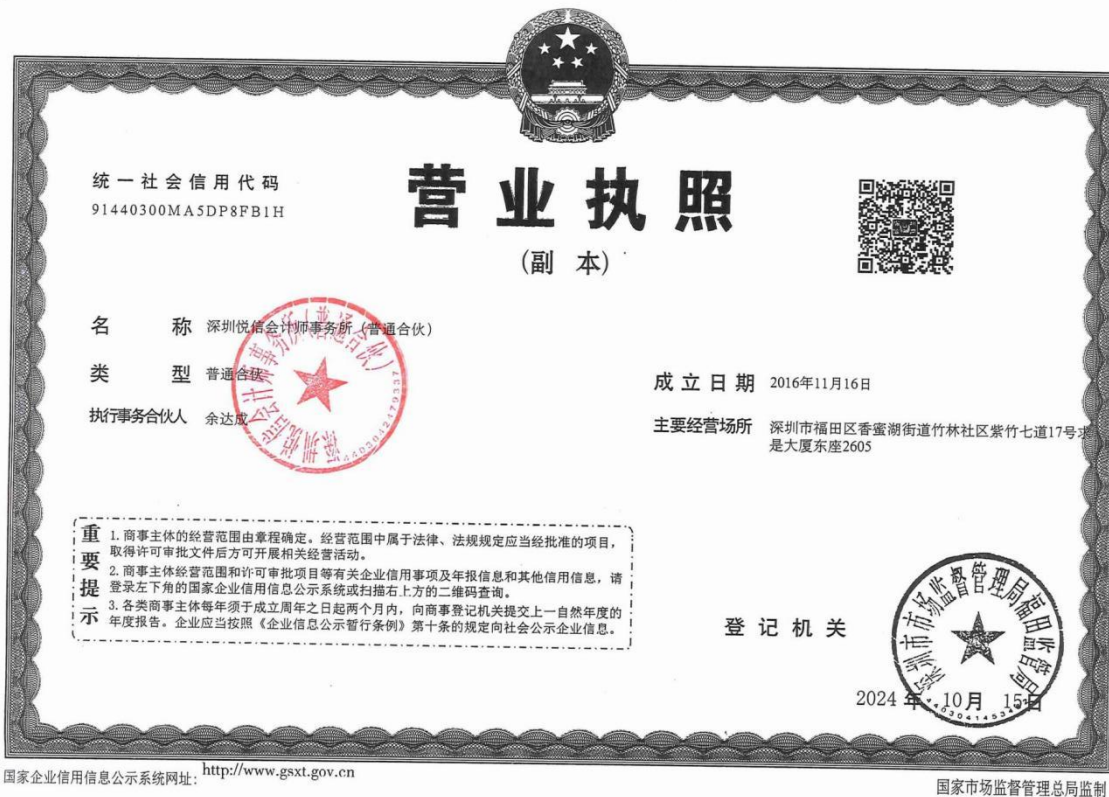 统一社会信用代码
91440300MA5DP8FB1H
营业执照
(副 本)
名 称 深圳悦信会计师事务所(普通合伙)
类 型 普通合伙
执行事务合伙人 余达成
成立日期 2016年11月16日
主要经营场所 深圳市福田区香蜜湖街道竹林社区紫竹七道17号求
是大厦东座2605
深圳悦信会计师事务所(普通合伙)
重要提示
1. 商事主体的经营范围由章程确定。经营范围中属于法律、法规规定应当经批准的项目,
取得许可审批文件后方可开展相关经营活动。
2. 商事主体经营范围和许可审批项目等有关企业信用事项及年报信息和其他信用信息,请
登录左下角的国家企业信用信息公示系统或扫描右上方的二维码查询。
3. 各类商事主体每年须于成立周年之日起两个月内,向商事登记机关提交上一自然年度的
年度报告。企业应当按照《企业信息公示暂行条例》第十条的规定向社会公示企业信息。
登记机关
深圳市市场监督管理局福田监管局
2024 年 10 月 15 日
国家企业信用信息公示系统网址: http://www.gsxt.gov.cn
国家市场监督管理总局监制